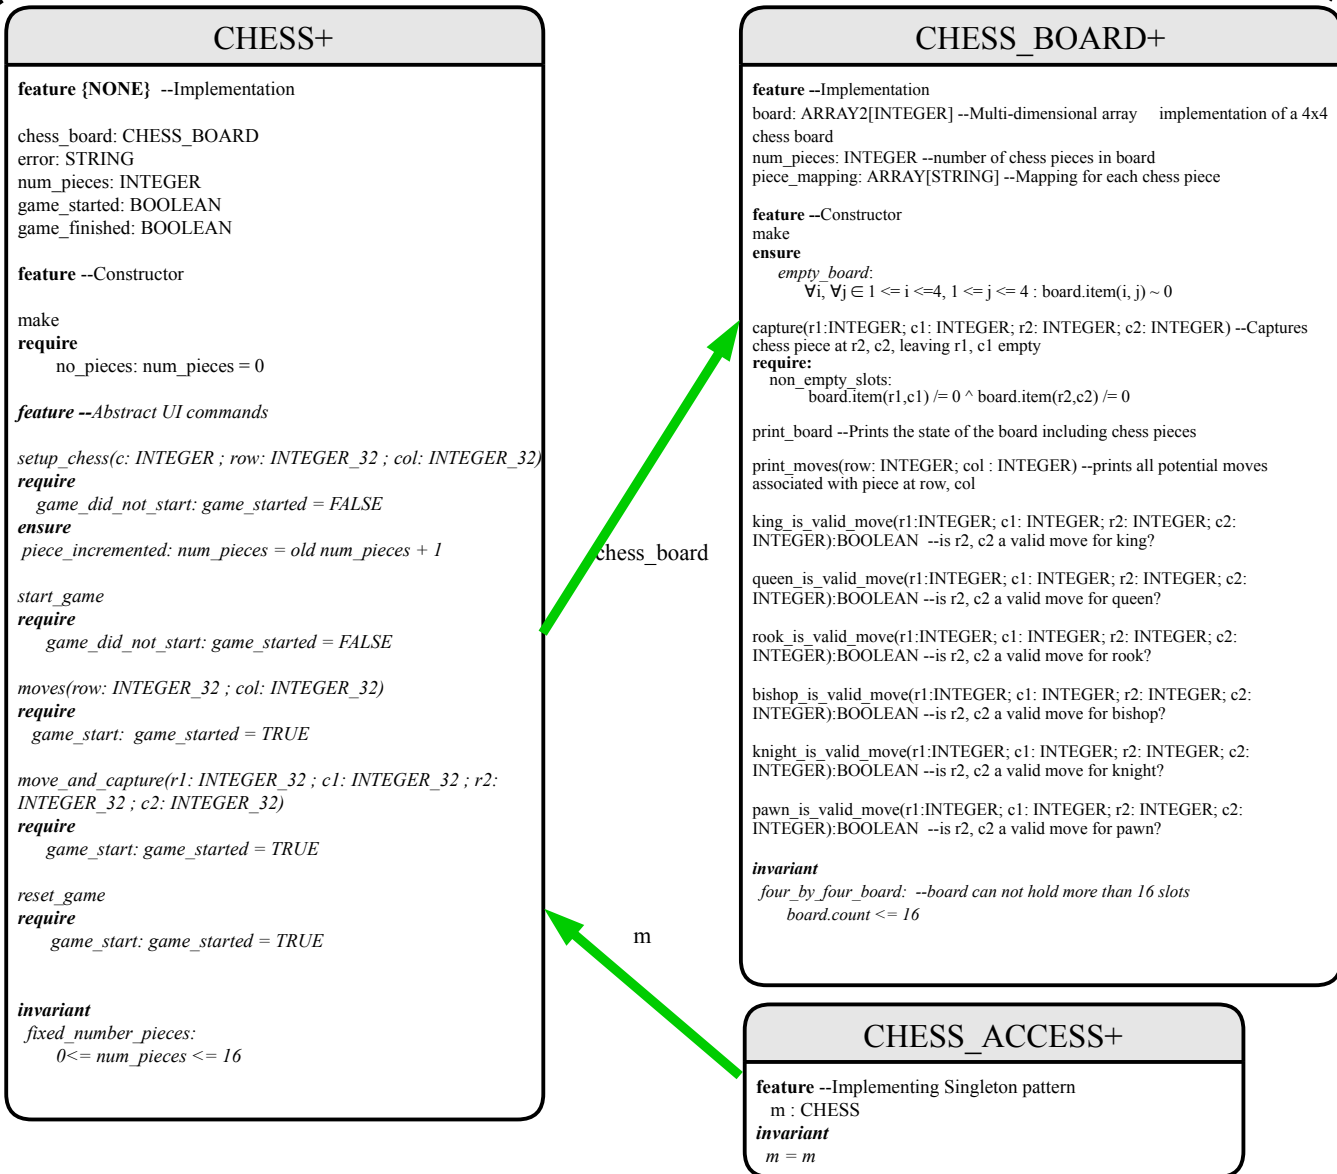 CHESS+
feature {NONE}  --Implementation
chess_board: CHESS_BOARD
error: STRING
num_pieces: INTEGER
game_started: BOOLEAN
game_finished: BOOLEAN
feature --Constructor
make
require
no_pieces: num_pieces = 0
feature --Abstract UI commands
setup_chess(c: INTEGER ; row: INTEGER_32 ; col: INTEGER_32)
require
game_did_not_start: game_started = FALSE
ensure
piece_incremented: num_pieces = old num_pieces + 1
start_game
require
game_did_not_start: game_started = FALSE
moves(row: INTEGER_32 ; col: INTEGER_32)
require
game_start:  game_started = TRUE
move_and_capture(r1: INTEGER_32 ; c1: INTEGER_32 ; r2:
INTEGER_32 ; c2: INTEGER_32)
require
game_start: game_started = TRUE
reset_game
require
game_start: game_started = TRUE
invariant
fixed_number_pieces:
0<= num_pieces <= 16
chess_board
m
CHESS_BOARD+
feature --Implementation
board: ARRAY2[INTEGER] --Multi-dimensional array    implementation of a 4x4
chess board
num_pieces: INTEGER --number of chess pieces in board
piece_mapping: ARRAY[STRING] --Mapping for each chess piece
feature --Constructor
make
ensure
empty_board:
∀i, ∀j ∈ 1 <= i <=4, 1 <= j <= 4 : board.item(i, j) ~ 0
capture(r1:INTEGER; c1: INTEGER; r2: INTEGER; c2: INTEGER) --Captures
chess piece at r2, c2, leaving r1, c1 empty
require:
non_empty_slots:
board.item(r1,c1) /= 0 ^ board.item(r2,c2) /= 0
print_board --Prints the state of the board including chess pieces
print_moves(row: INTEGER; col : INTEGER) --prints all potential moves
associated with piece at row, col
king_is_valid_move(r1:INTEGER; c1: INTEGER; r2: INTEGER; c2:
INTEGER):BOOLEAN  --is r2, c2 a valid move for king?
queen_is_valid_move(r1:INTEGER; c1: INTEGER; r2: INTEGER; c2:
INTEGER):BOOLEAN --is r2, c2 a valid move for queen?
rook_is_valid_move(r1:INTEGER; c1: INTEGER; r2: INTEGER; c2:
INTEGER):BOOLEAN --is r2, c2 a valid move for rook?
bishop_is_valid_move(r1:INTEGER; c1: INTEGER; r2: INTEGER; c2:
INTEGER):BOOLEAN --is r2, c2 a valid move for bishop?
knight_is_valid_move(r1:INTEGER; c1: INTEGER; r2: INTEGER; c2:
INTEGER):BOOLEAN --is r2, c2 a valid move for knight?
pawn_is_valid_move(r1:INTEGER; c1: INTEGER; r2: INTEGER; c2:
INTEGER):BOOLEAN  --is r2, c2 a valid move for pawn?
invariant
four_by_four_board:  --board can not hold more than 16 slots
board.count <= 16
CHESS_ACCESS+
feature --Implementing Singleton pattern
m : CHESS
invariant
m = m